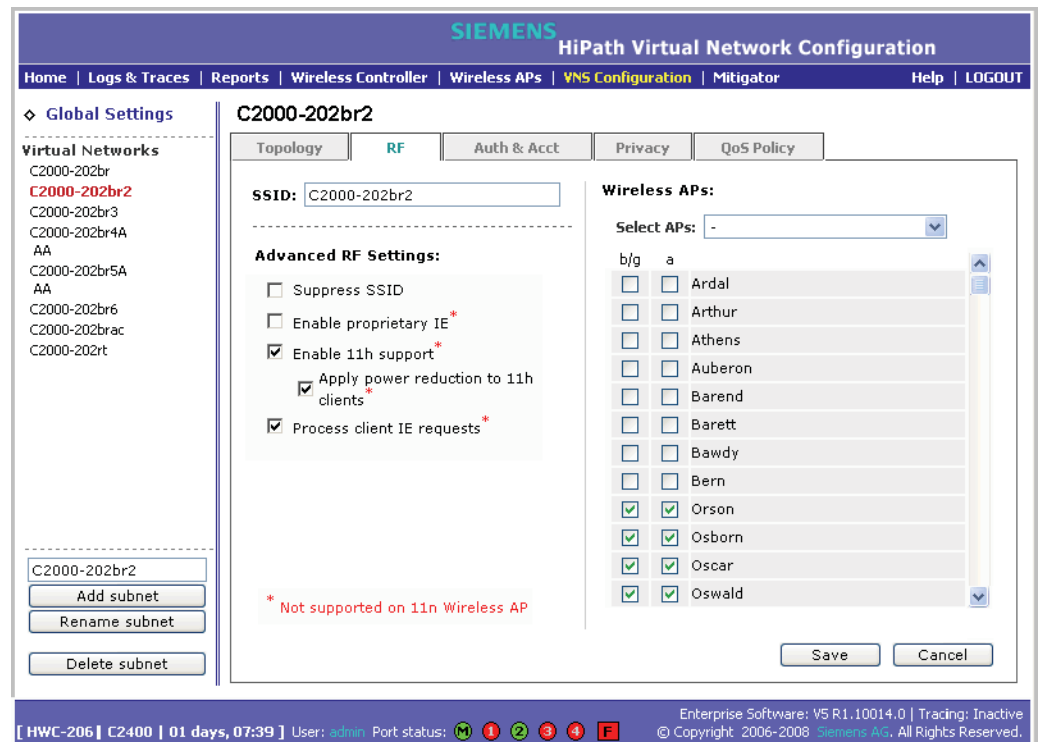 SIEMENS
HiPath Virtual Network Configuration
Home | Logs & Traces | Reports | Wireless Controller | Wireless APs | VNS Configuration | Mitigator Help | LOGOUT
Global Settings
Virtual Networks
C2000-202br
C2000-202br2
C2000-202br3
C2000-202br4A
AA
C2000-202br5A
AA
C2000-202br6
C2000-202brac
C2000-202rt
C2000-202br2
Add subnet
Rename subnet
Delete subnet
C2000-202br2
Topology RF Auth & Acct Privacy QoS Policy
SSID: C2000-202br2
Advanced RF Settings:
Suppress SSID
Enable proprietary IE*
Enable 11h support*
Apply power reduction to 11h
clients*
Process client IE requests*
* Not supported on 11n Wireless AP
Wireless APs:
Select APs: -
b/g a
Ardal
Arthur
Athens
Auberon
Barend
Barett
Bawdy
Bern
Orson
Osborn
Oscar
Oswald
Save Cancel
[ HWC-206 | C2400 | 01 days, 07:39 ] User: admin Port status: M 1 2 3 4 F
Enterprise Software: V5 R1.10014.0 | Tracing: Inactive
© Copyright 2006-2008 Siemens AG. All Rights Reserved.